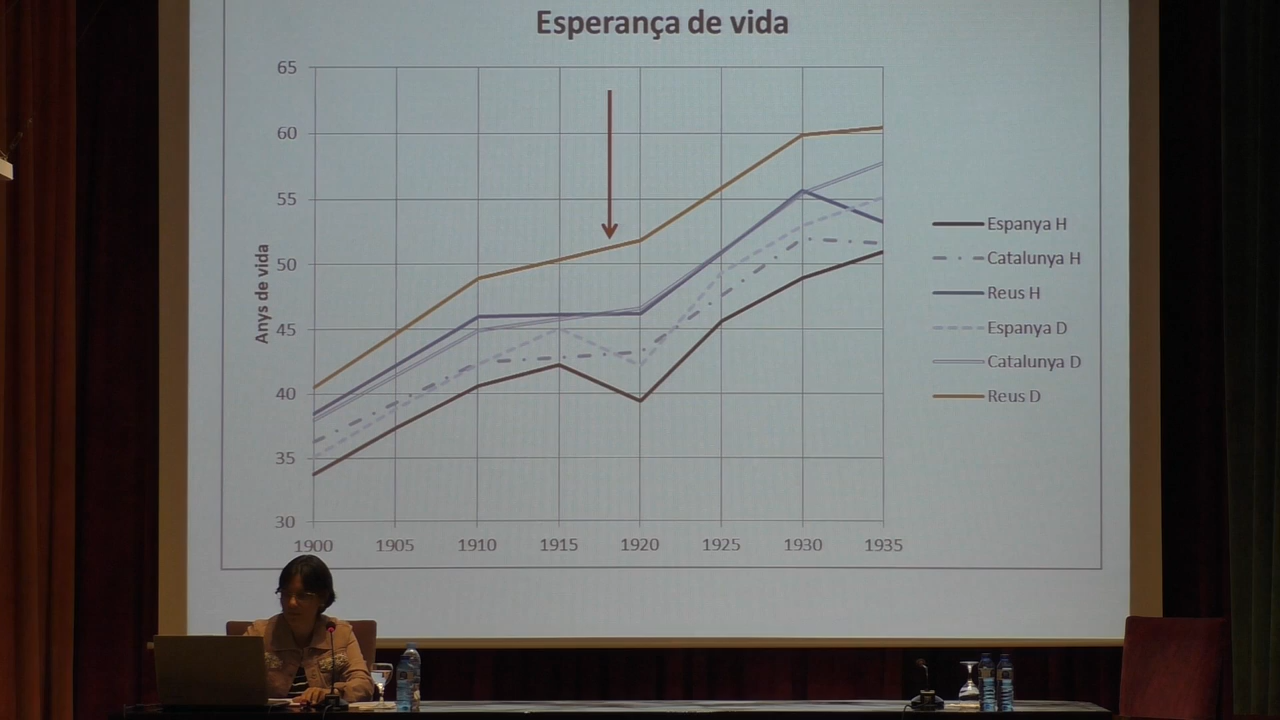 Esperança de vida
65
60
55
50
45
40
35
30
Anys de vida
1900 1905 1910 1915 1920 1925 1930 1935
Espanya H
Catalunya H
Reus H
Espanya D
Catalunya D
Reus D